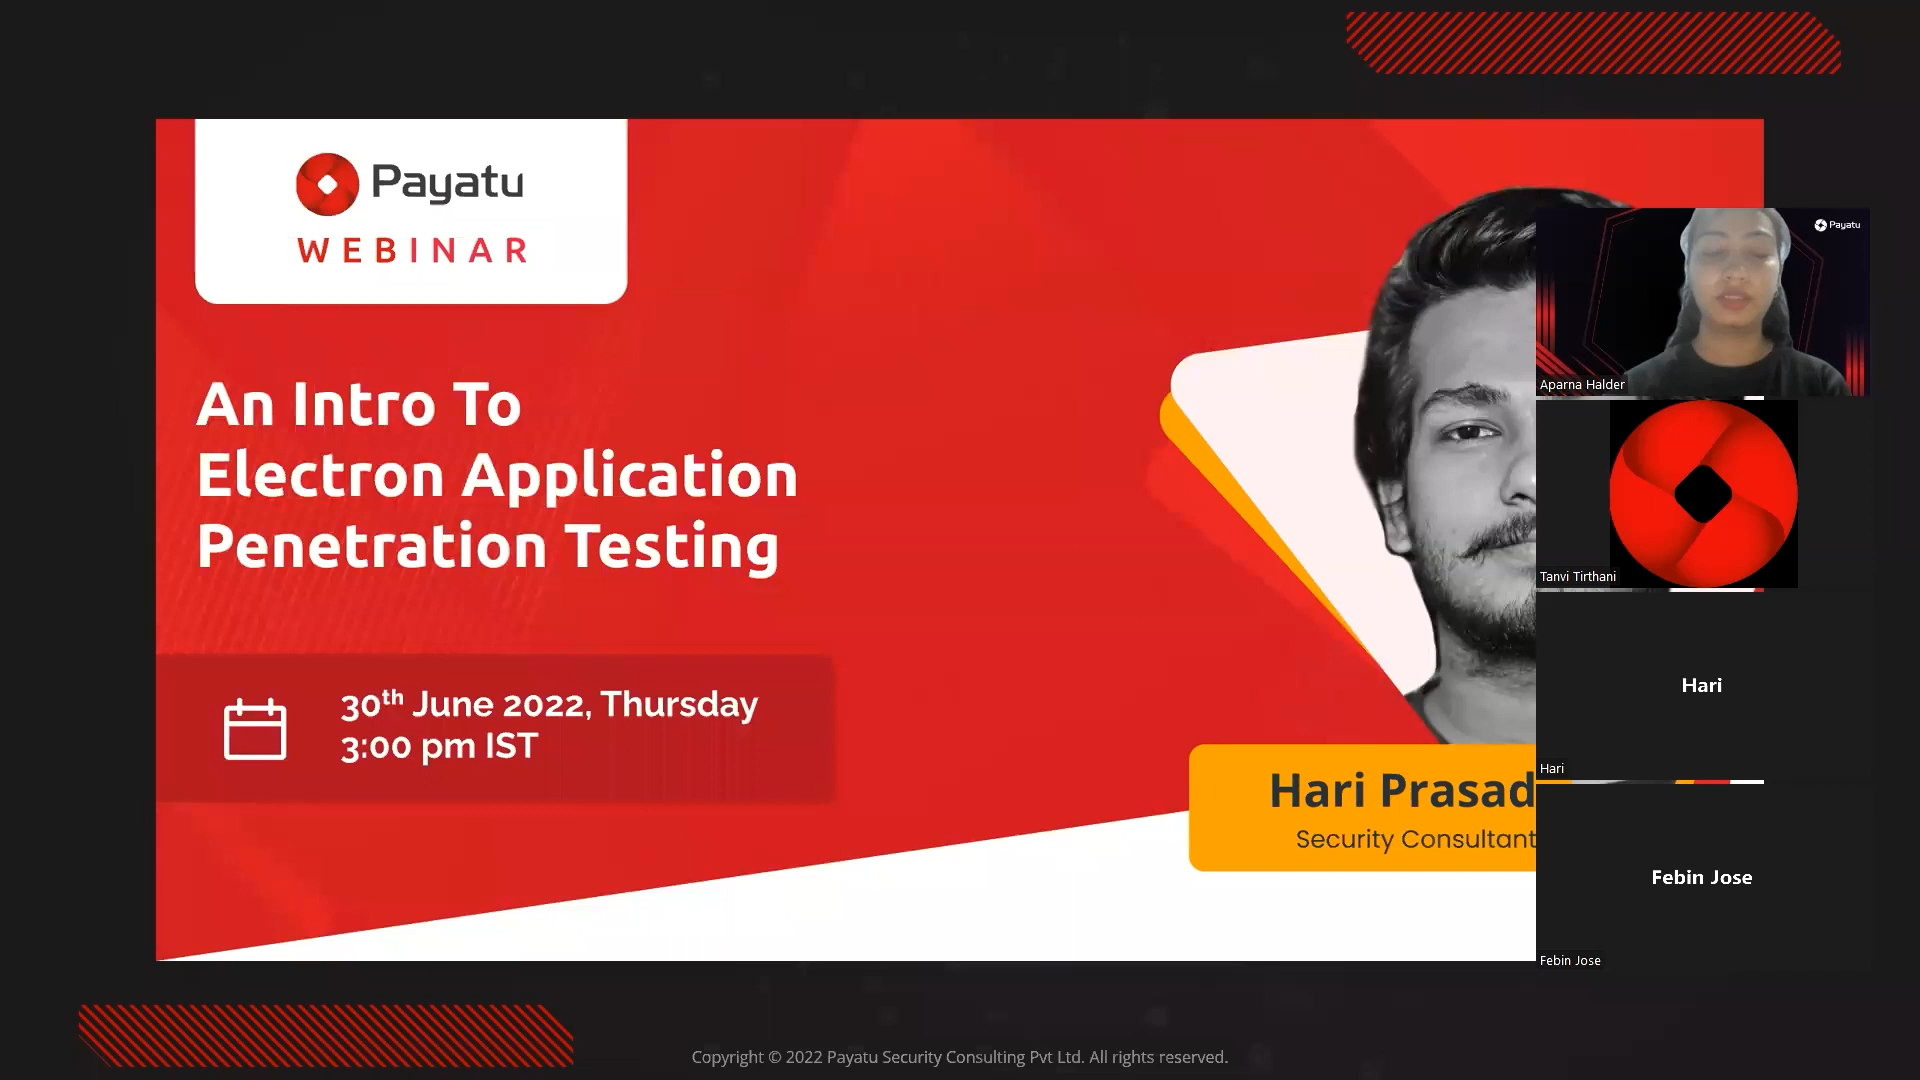 Payatu
WEBINAR
An Intro To
Electron Application
Penetration Testing
30th June 2022, Thursday
3:00 pm IST
Hari Prasad
Security Consultant
Payatu
Aparna Halder
Tanvi Tirthani
Hari
Hari
Febin Jose
Febin Jose
Copyright © 2022 Payatu Security Consulting Pvt Ltd. All rights reserved.